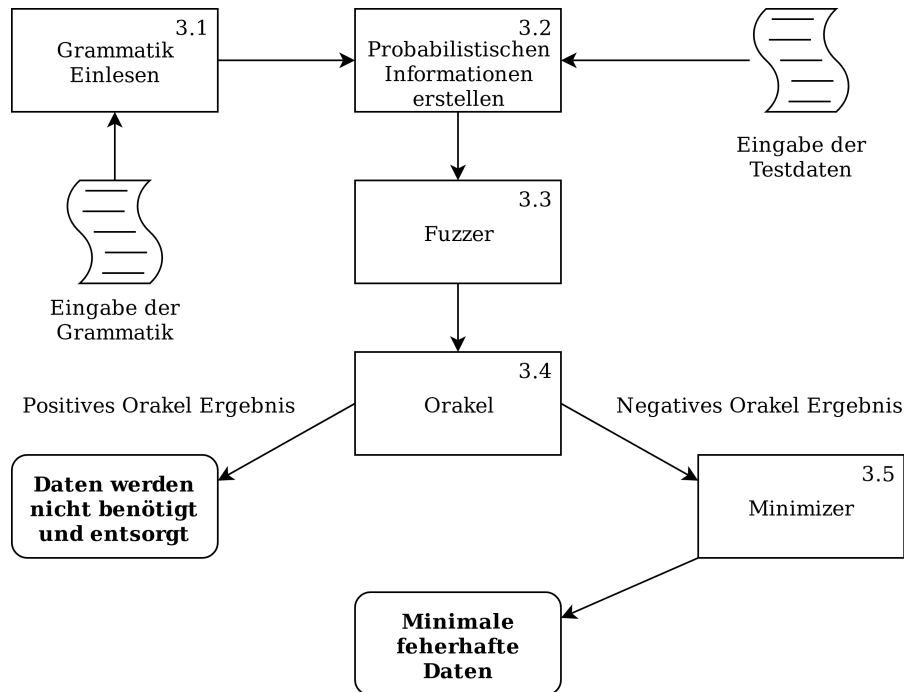 3.1
Grammatik
Einlesen
3.2
Probabilistischen
Informationen
erstellen
Eingabe der
Testdaten
Eingabe der
Grammatik
3.3
Fuzzer
3.4
Orakel
Positives Orakel Ergebnis
Negatives Orakel Ergebnis
Daten werden
nicht benötigt
und entsorgt
3.5
Minimizer
Minimale
feherhafte
Daten